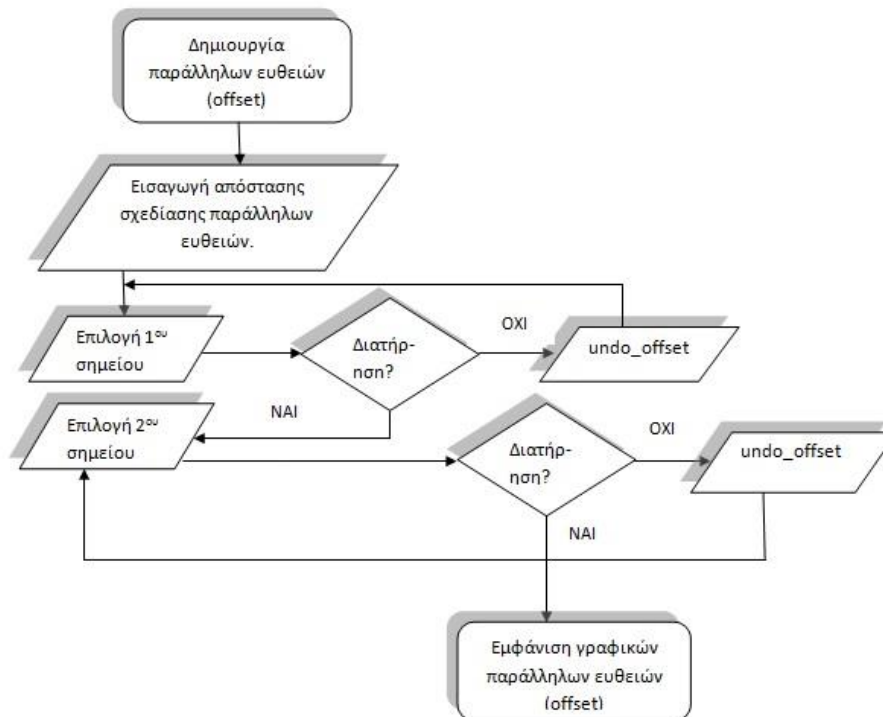 Δημιουργία
παράλληλων ευθειών
(offset)
Εισαγωγή απόστασης
σχεδίασης παράλληλων
ευθειών.
Επιλογή 1ου
σημείου
Διατήρ-
ηση?
ΟΧΙ
undo_offset
ΝΑΙ
Επιλογή 2ου
σημείου
Διατήρ-
ηση?
ΟΧΙ
undo_offset
ΝΑΙ
Εμφάνιση γραφικών
παράλληλων ευθειών
(offset)